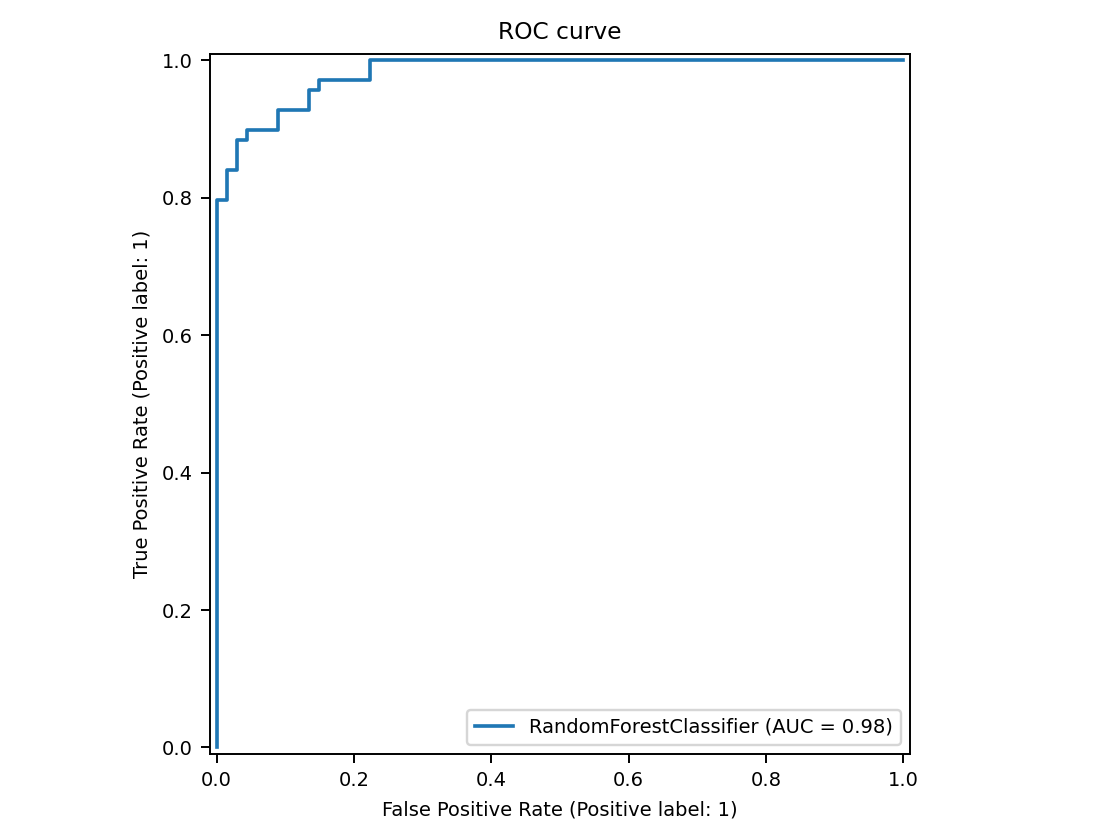 ROC curve
True Positive Rate (Positive label: 1)
1.0
0.8
0.6
0.4
0.2
0.0
RandomForestClassifier (AUC = 0.98)
0.0 0.2 0.4 0.6 0.8 1.0
False Positive Rate (Positive label: 1)